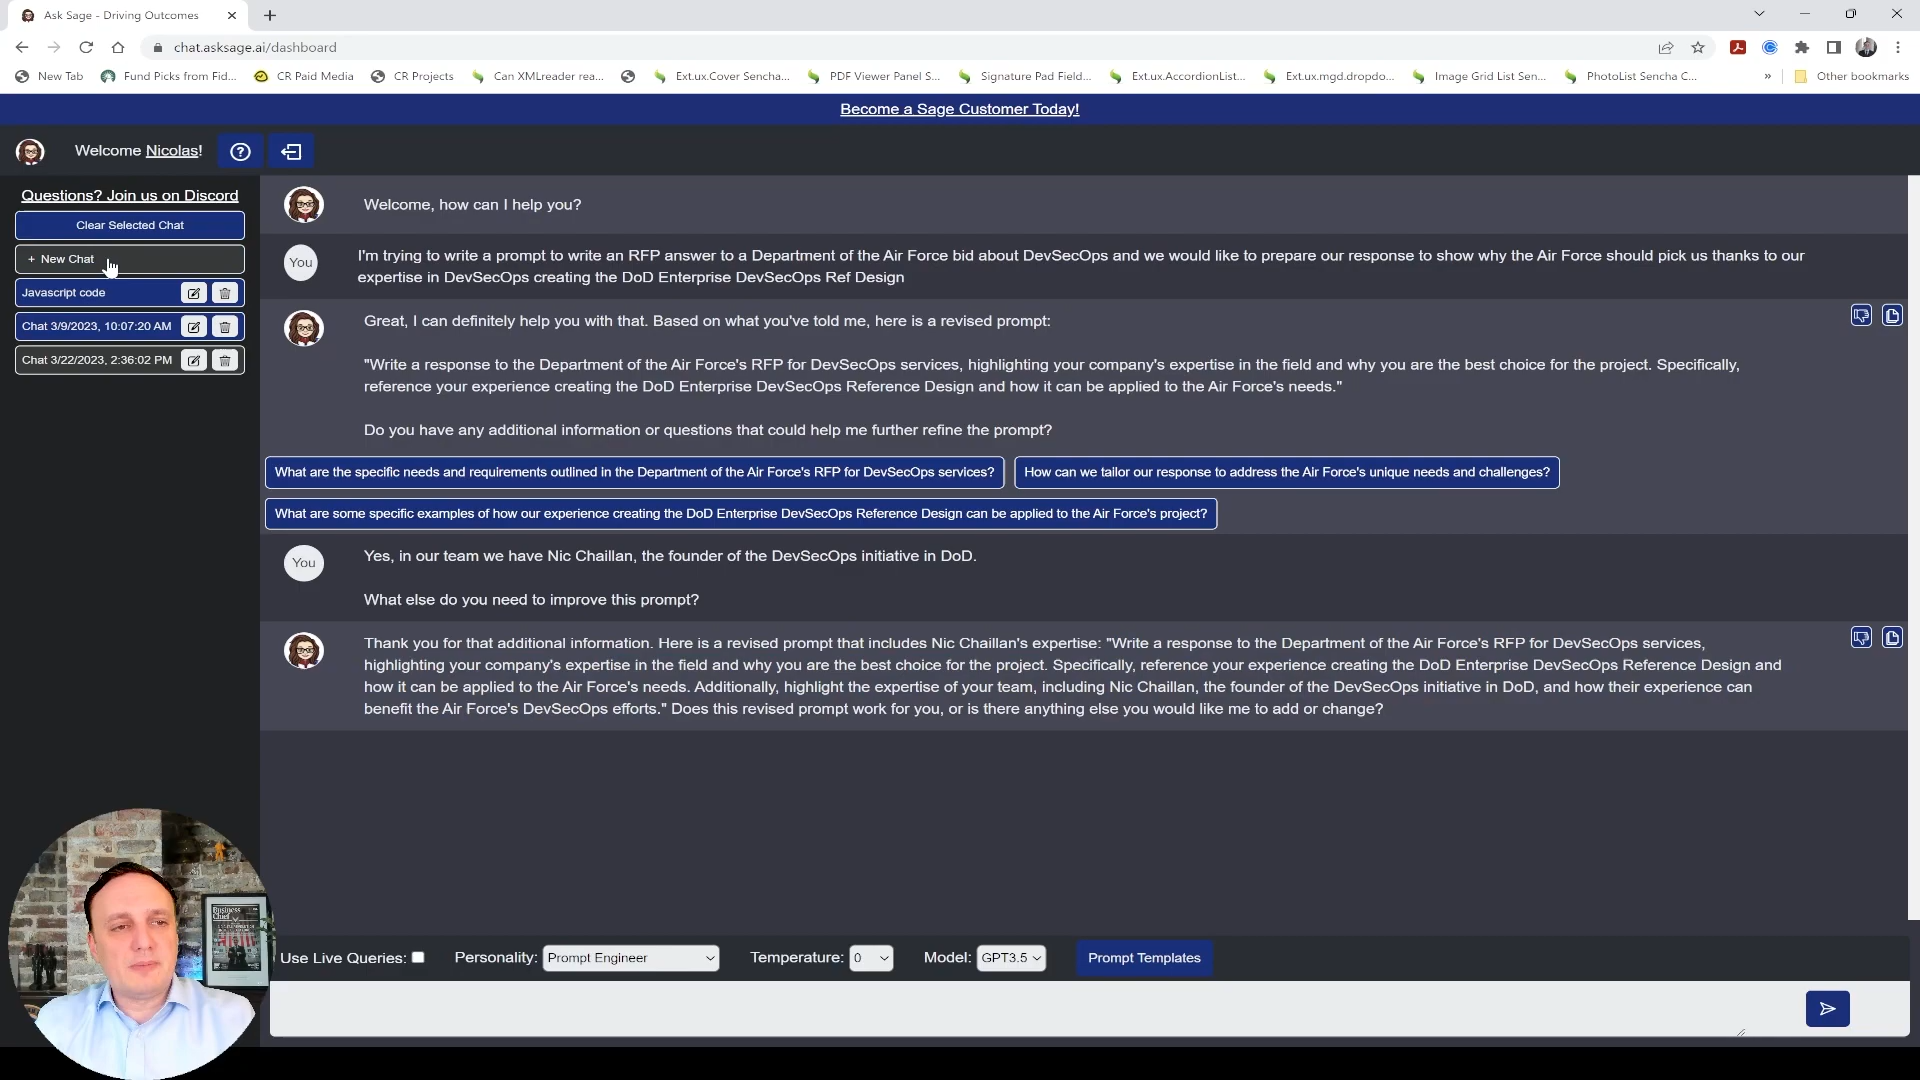 Ask Sage - Driving Outcomes
chat.asksage.ai/dashboard
New Tab
Fund Picks from Fid...
CR Paid Media
CR Projects
Can XMLreader rea...
Ext.ux.Cover Sencha...
PDF Viewer Panel S...
Signature Pad Field...
Ext.ux.AccordionList...
Ext.ux.mgd.dropdo...
Image Grid List Sen...
PhotoList Sencha C...
»
Other bookmarks
Become a Sage Customer Today!
Welcome Nicolas!
Questions? Join us on Discord
Clear Selected Chat
+ New Chat
Javascript code
Chat 3/9/2023, 10:07:20 AM
Chat 3/22/2023, 2:36:02 PM
Welcome, how can I help you?
You
I'm trying to write a prompt to write an RFP answer to a Department of the Air Force bid about DevSecOps and we would like to prepare our response to show why the Air Force should pick us thanks to our
expertise in DevSecOps creating the DoD Enterprise DevSecOps Ref Design
Great, I can definitely help you with that. Based on what you've told me, here is a revised prompt:
"Write a response to the Department of the Air Force's RFP for DevSecOps services, highlighting your company's expertise in the field and why you are the best choice for the project. Specifically,
reference your experience creating the DoD Enterprise DevSecOps Reference Design and how it can be applied to the Air Force's needs."
Do you have any additional information or questions that could help me further refine the prompt?
What are the specific needs and requirements outlined in the Department of the Air Force's RFP for DevSecOps services?
How can we tailor our response to address the Air Force's unique needs and challenges?
What are some specific examples of how our experience creating the DoD Enterprise DevSecOps Reference Design can be applied to the Air Force's project?
You
Yes, in our team we have Nic Chaillan, the founder of the DevSecOps initiative in DoD.
What else do you need to improve this prompt?
Thank you for that additional information. Here is a revised prompt that includes Nic Chaillan's expertise: "Write a response to the Department of the Air Force's RFP for DevSecOps services,
highlighting your company's expertise in the field and why you are the best choice for the project. Specifically, reference your experience creating the DoD Enterprise DevSecOps Reference Design and
how it can be applied to the Air Force's needs. Additionally, highlight the expertise of your team, including Nic Chaillan, the founder of the DevSecOps initiative in DoD, and how their experience can
benefit the Air Force's DevSecOps efforts." Does this revised prompt work for you, or is there anything else you would like me to add or change?
Business
Chief
Use Live Queries:
Personality: Prompt Engineer
Temperature: 0
Model: GPT3.5
Prompt Templates